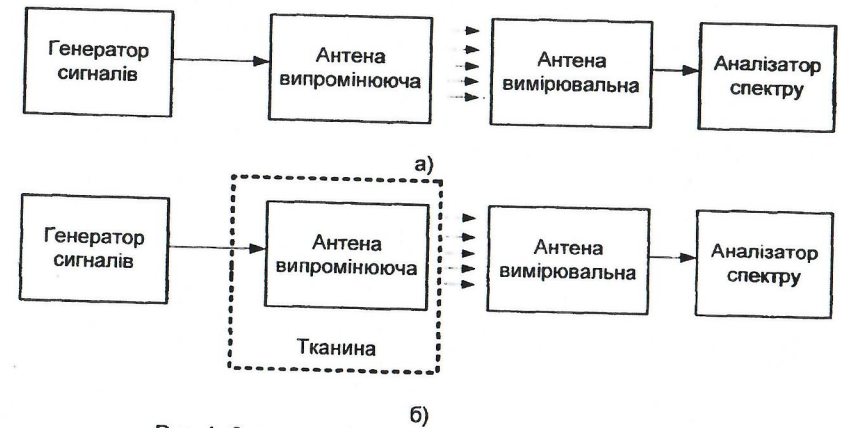 Генератор
сигналів
Антена
випромінююча
Антена
вимірювальна
Аналізатор
спектру
а)
Генератор
сигналів
Антена
випромінююча
Антена
вимірювальна
Аналізатор
спектру
Тканина
б)